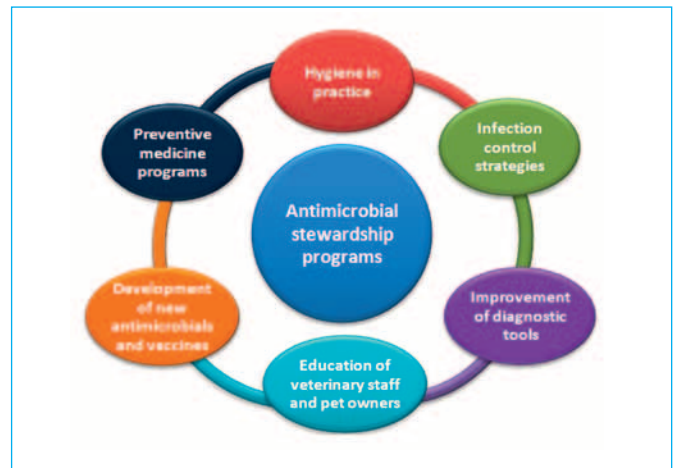 Hygiene in
practice
Infection
control
strategies
Improvement
of diagnostic
tools
Education of
veterinary staff
and pet owners
Development
of new
antimicrobials
and vaccines
Preventive
medicine
programs
Antimicrobial
stewardship
programs